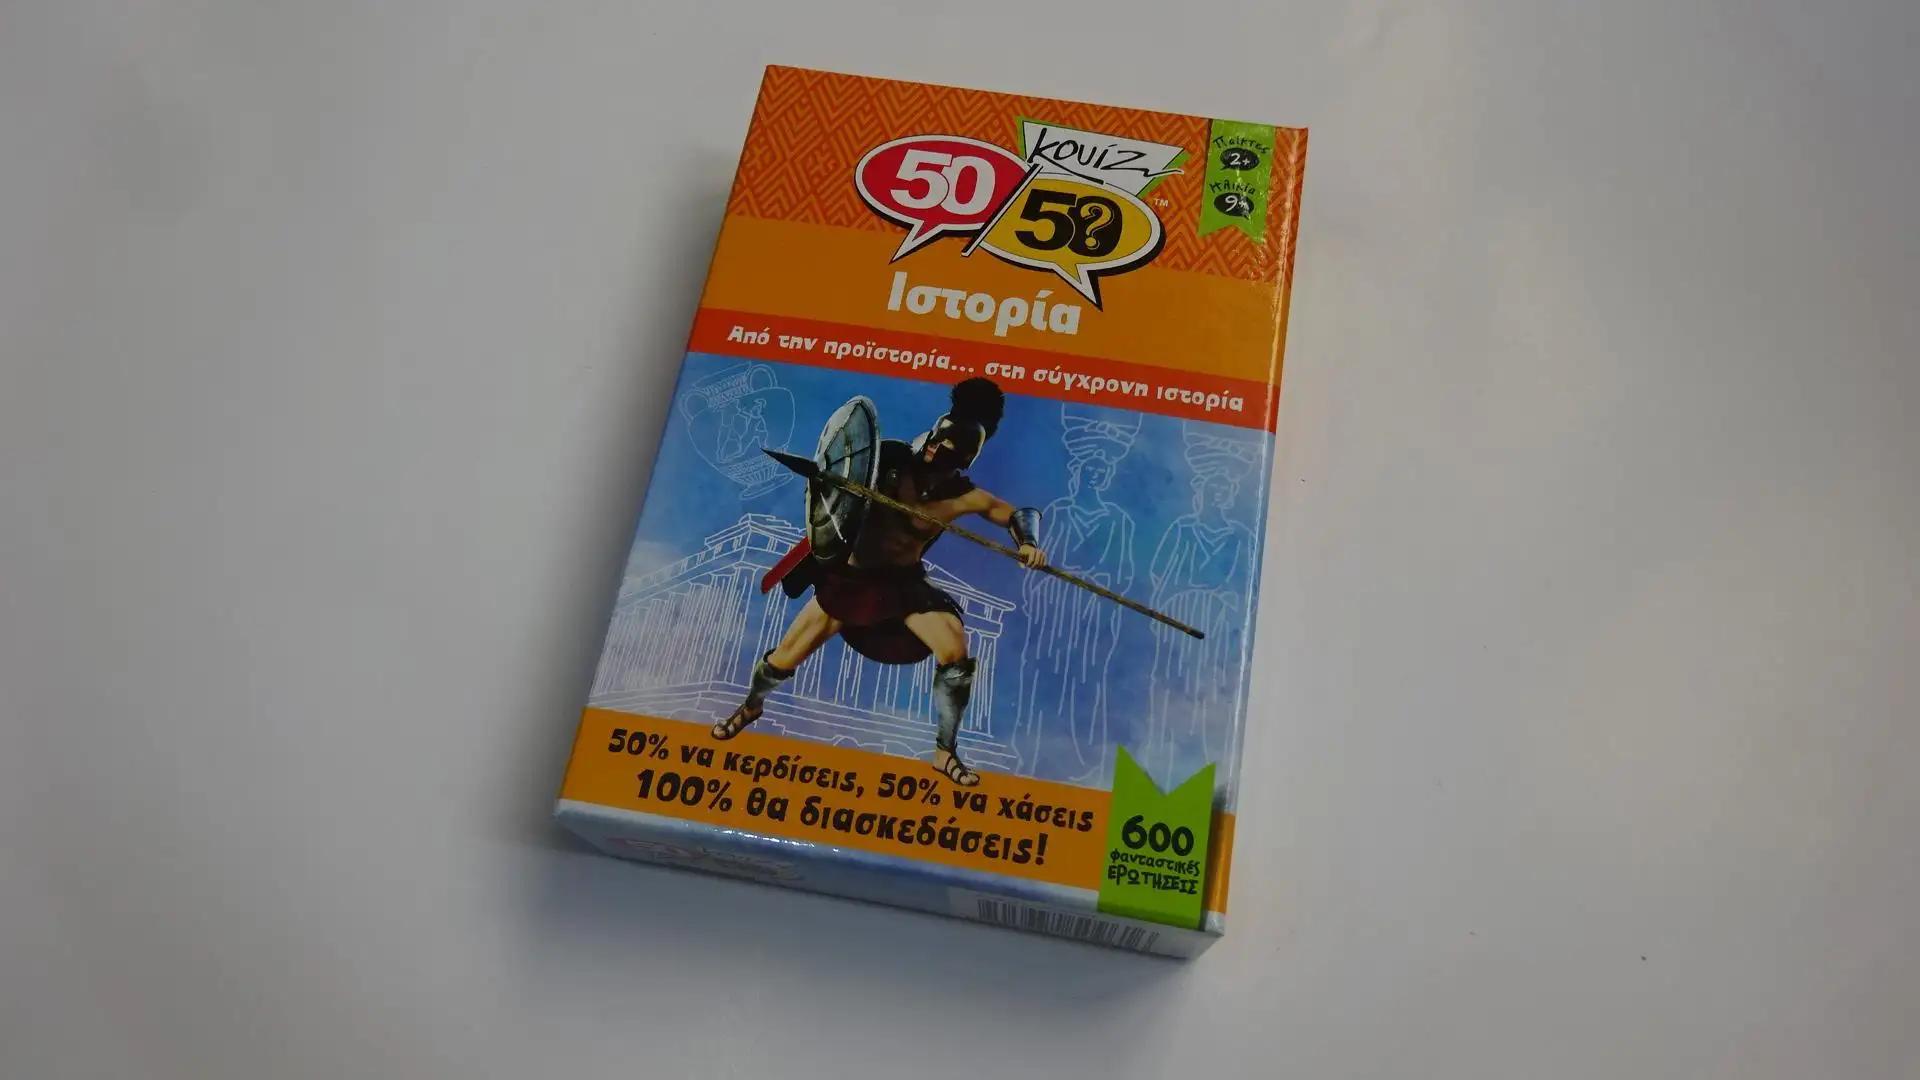 50
Κουίζ
50
™
Παίκτες
2+
Ηλικία
9+
Ιστορία
Από την προϊστορία... στη σύγχρονη ιστορία
50% να κερδίσεις, 50% να χάσεις
100% θα διασκεδάσεις!
600
φανταστικές
ΕΡΩΤΗΣΕΙΣ